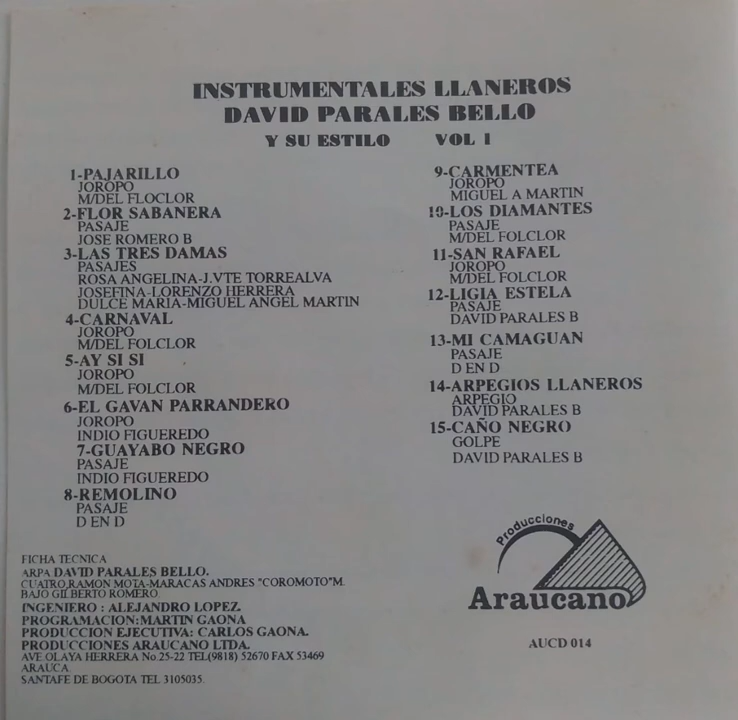 INSTRUMENTALES LLANEROS
DAVID PARALES BELLO
Y SU ESTILO VOL I
1-PAJARILLO
JOROPO
M/DEL FLOCLOR
2-FLOR SABANERA
PASAJE
JOSE ROMERO B
3-LAS TRES DAMAS
PASAJES
ROSA ANGELINA-J.VTE TORREALVA
JOSEFINA-LORENZO HERRERA
DULCE MARIA-MIGUEL ANGEL MARTIN
4-CARNAVAL
JOROPO
M/DEL FOLCLOR
5-AY SI SI
JOROPO
M/DEL FOLCLOR
6-EL GAVAN PARRANDERO
JOROPO
INDIO FIGUEREDO
7-GUAYABO NEGRO
PASAJE
INDIO FIGUEREDO
8-REMOLINO
PASAJE
D EN D
9-CARMENTEA
JOROPO
MIGUEL A MARTIN
10-LOS DIAMANTES
PASAJE
M/DEL FOLCLOR
11-SAN RAFAEL
JOROPO
M/DEL FOLCLOR
12-LIGIA ESTELA
PASAJE
DAVID PARALES B
13-MI CAMAGUAN
PASAJE
D EN D
14-ARPEGIOS LLANEROS
ARPEGIO
DAVID PARALES B
15-CAÑO NEGRO
GOLPE
DAVID PARALES B
FICHA TECNICA
ARPA DAVID PARALES BELLO.
CUATRO,RAMON MOTA-MARACAS ANDRES "COROMOTO"M.
BAJO GILBERTO ROMERO.
INGENIERO : ALEJANDRO LOPEZ.
PROGRAMACION:MARTIN GAONA
PRODUCCION EJECUTIVA: CARLOS GAONA.
PRODUCCIONES ARAUCANO LTDA.
AVE OLAYA HERRERA No 25-22 TEL(9818) 52670 FAX 53469
ARAUCA.
SANTAFE DE BOGOTA TEL 3105035.
Producciones
Araucano
AUCD 014